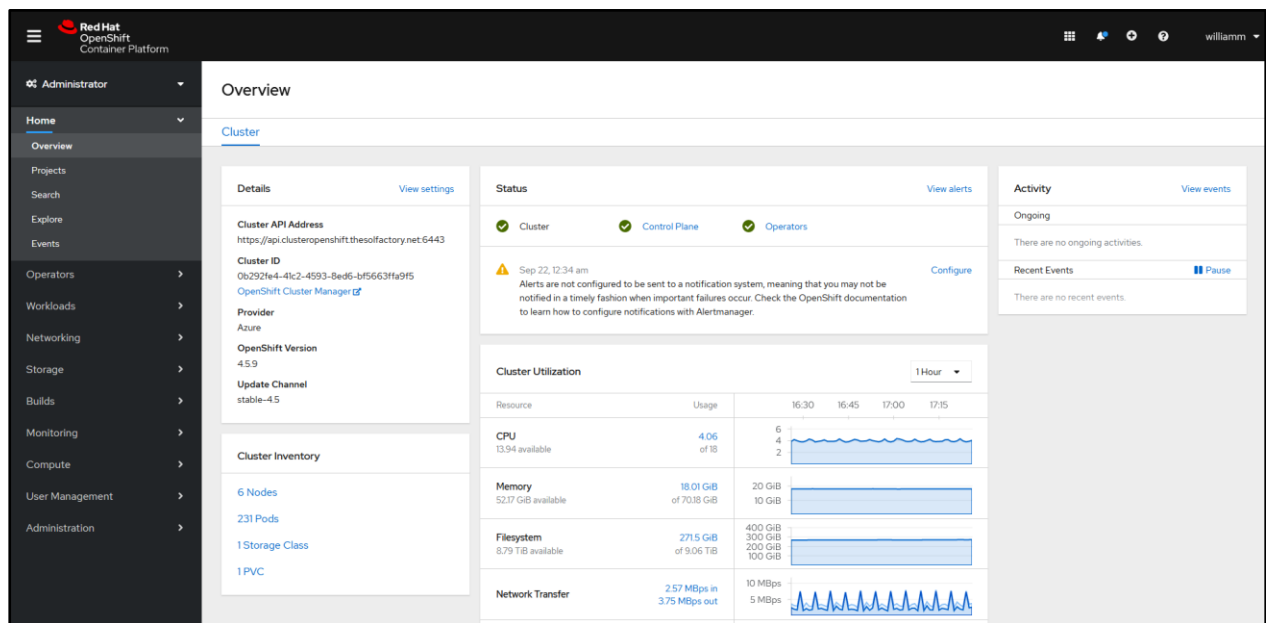 Red Hat
OpenShift
Container Platform
williamm
Administrator
Home
Overview
Projects
Search
Explore
Events
Operators
Workloads
Networking
Storage
Builds
Monitoring
Compute
User Management
Administration
Overview
Cluster
Details View settings
Cluster API Address
https://api.clusteropenshift.thesolfactory.net:6443
Cluster ID
0b292fe4-41c2-4593-8ed6-bf5663ffa9f5
OpenShift Cluster Manager
Provider
Azure
OpenShift Version
4.5.9
Update Channel
stable-4.5
Cluster Inventory
6 Nodes
231 Pods
1 Storage Class
1 PVC
Status View alerts
Cluster Control Plane Operators
Sep 22, 12:34 am Configure
Alerts are not configured to be sent to a notification system, meaning that you may not be
notified in a timely fashion when important failures occur. Check the OpenShift documentation
to learn how to configure notifications with Alertmanager.
Cluster Utilization 1 Hour
Resource Usage 16:30 16:45 17:00 17:15
CPU 4.06
13.94 available of 18
6
4
2
Memory 18.01 GiB
52.17 GiB available of 70.18 GiB
20 GiB
10 GiB
Filesystem 271.5 GiB
8.79 TiB available of 9.06 TiB
400 GiB
300 GiB
200 GiB
100 GiB
Network Transfer 2.57 MBps in
3.75 MBps out
10 MBps
5 MBps
Activity View events
Ongoing
There are no ongoing activities.
Recent Events Pause
There are no recent events.